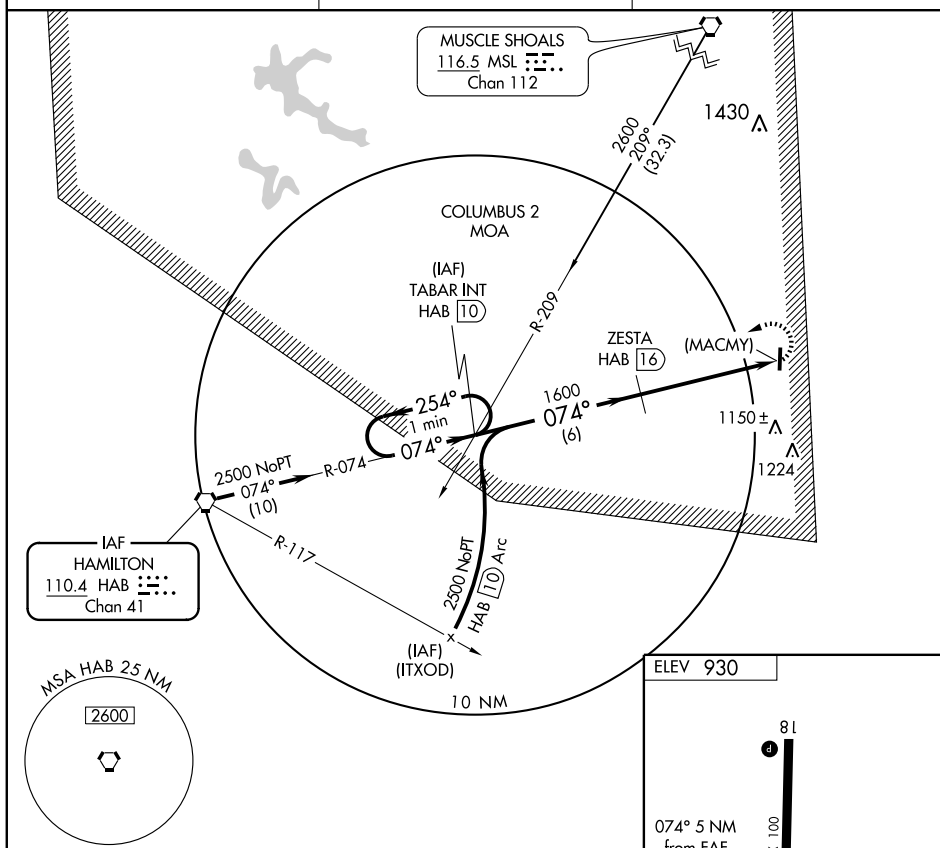 MUSCLE SHOALS
116.5 MSL
Chan 112
1430
2600
209°
(32.3)
COLUMBUS 2
MOA
(IAF)
TABAR INT
HAB 10
R-209
ZESTA
HAB 16
(MACMY)
254°
1 min
074°
1600
074°
(6)
1150 ±
1224
2500 NoPT
074°
(10)
R-074
R-117
IAF
HAMILTON
110.4 HAB
Chan 41
2500 NoPT
HAB 10 Arc
(IAF)
(ITXOD)
10 NM
MSA HAB 25 NM
2600
ELEV 930
18
P
100
074° 5 NM
from FAF